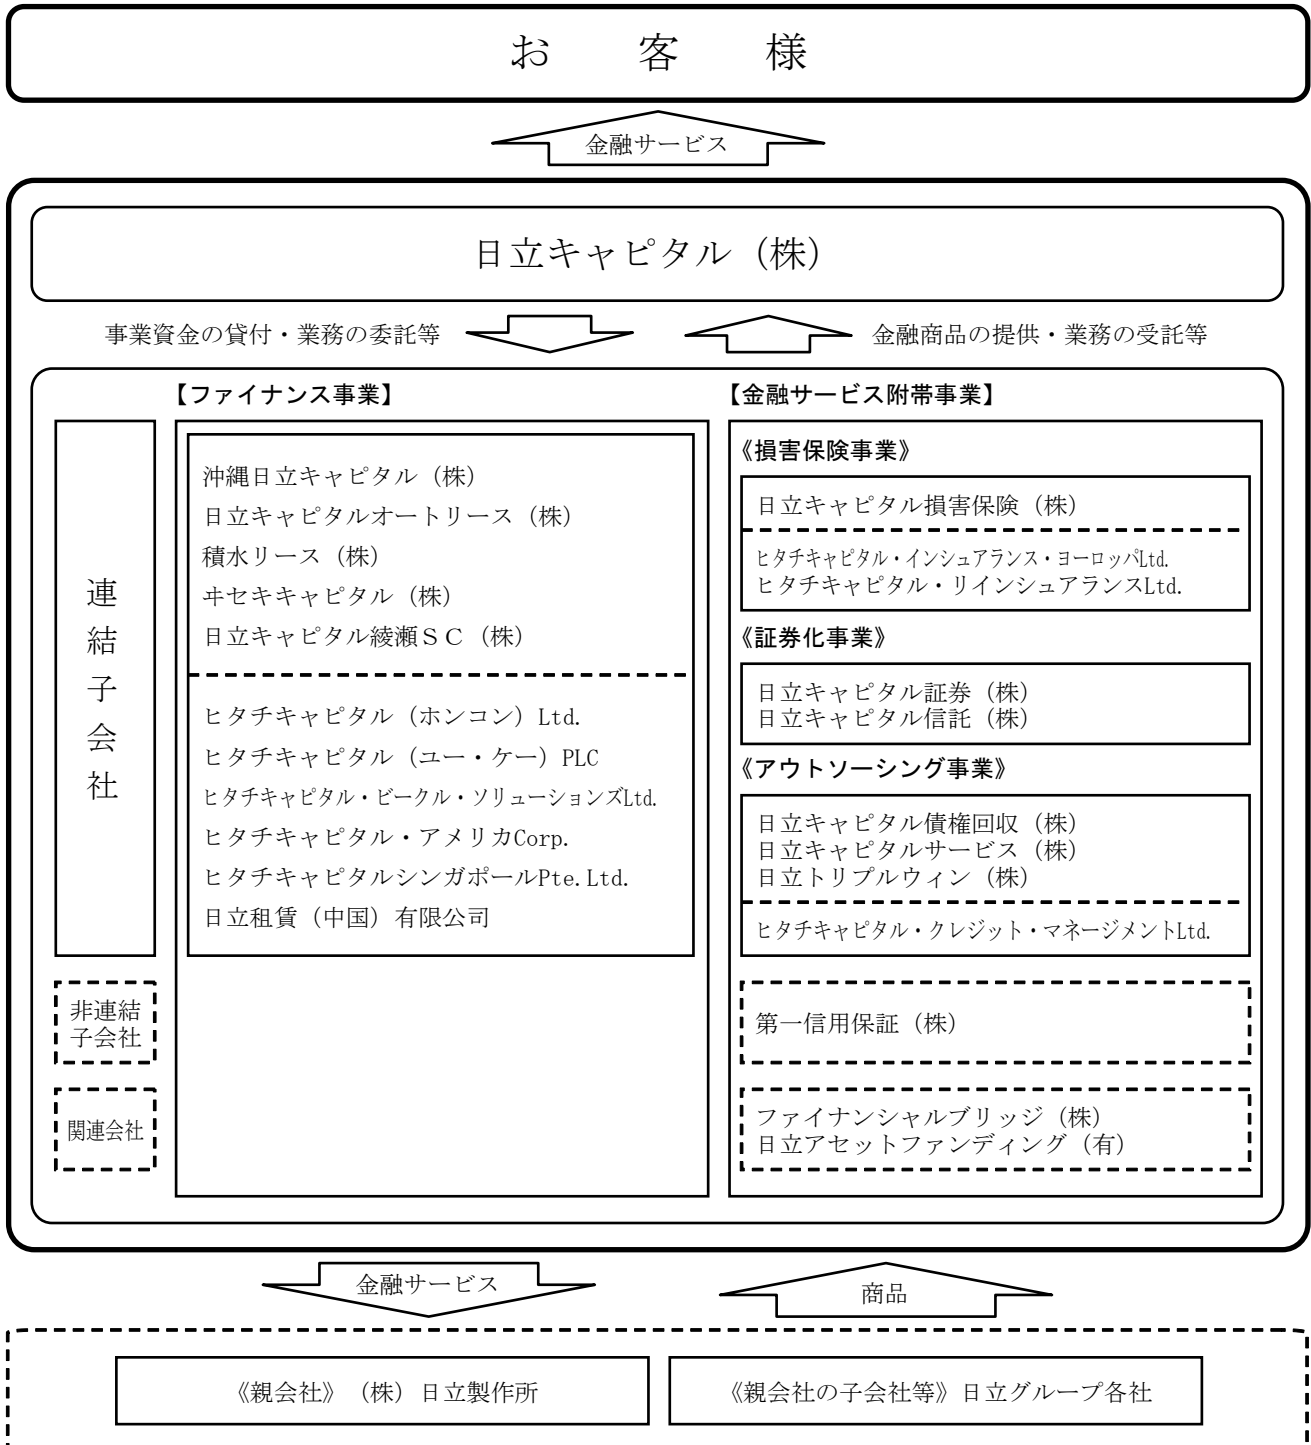 お 客 様
金融サービス
日立キャピタル（株）
事業資金の貸付・業務の委託等
金融商品の提供・業務の受託等
【ファイナンス事業】
【金融サービス附帯事業】
連結子会社
沖縄日立キャピタル（株）
日立キャピタルオートリース（株）
積水リース（株）
ヰセキキャピタル（株）
日立キャピタル綾瀬ＳＣ（株）
ヒタチキャピタル（ホンコン）Ltd.
ヒタチキャピタル（ユー・ケー）PLC
ヒタチキャピタル・ビークル・ソリューションズLtd.
ヒタチキャピタル・アメリカCorp.
ヒタチキャピタルシンガポールPte.Ltd.
日立租賃（中国）有限公司
《損害保険事業》
日立キャピタル損害保険（株）
ヒタチキャピタル・インシュアランス・ヨーロッパLtd.
ヒタチキャピタル・リインシュアランスLtd.
《証券化事業》
日立キャピタル証券（株）
日立キャピタル信託（株）
《アウトソーシング事業》
日立キャピタル債権回収（株）
日立キャピタルサービス（株）
日立トリプルウィン（株）
ヒタチキャピタル・クレジット・マネージメントLtd.
非連結
子会社
第一信用保証（株）
関連会社
ファイナンシャルブリッジ（株）
日立アセットファンディング（有）
金融サービス
商品
《親会社》（株）日立製作所
《親会社の子会社等》日立グループ各社